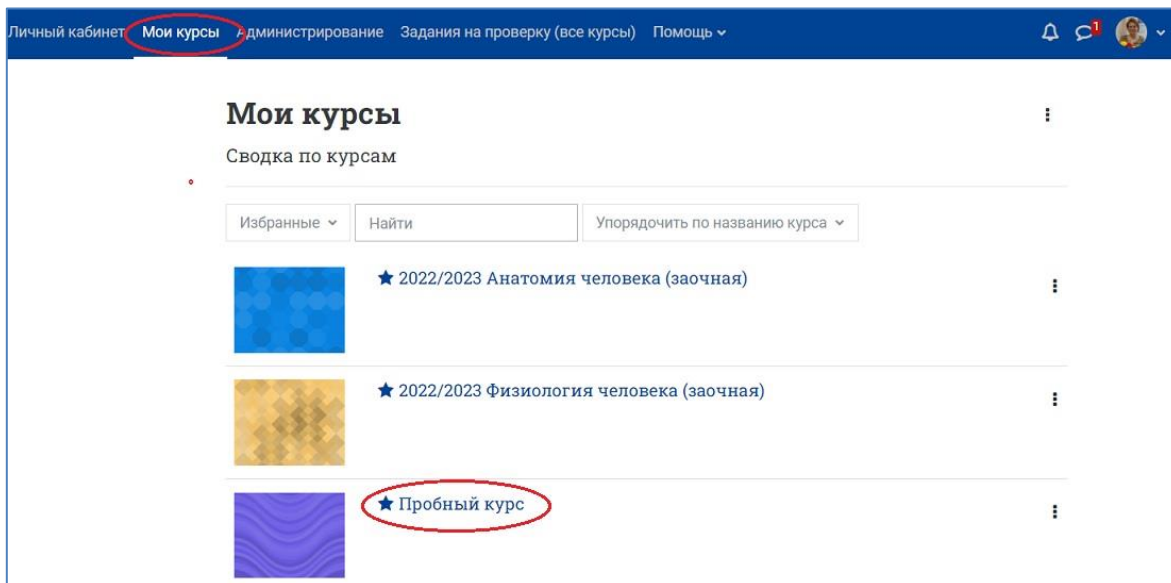 Личный кабинет Мои курсы Администрирование Задания на проверку (все курсы) Помощь
1
Мои курсы
Сводка по курсам
Избранные Найти Упорядочить по названию курса
2022/2023 Анатомия человека (заочная)
2022/2023 Физиология человека (заочная)
Пробный курс